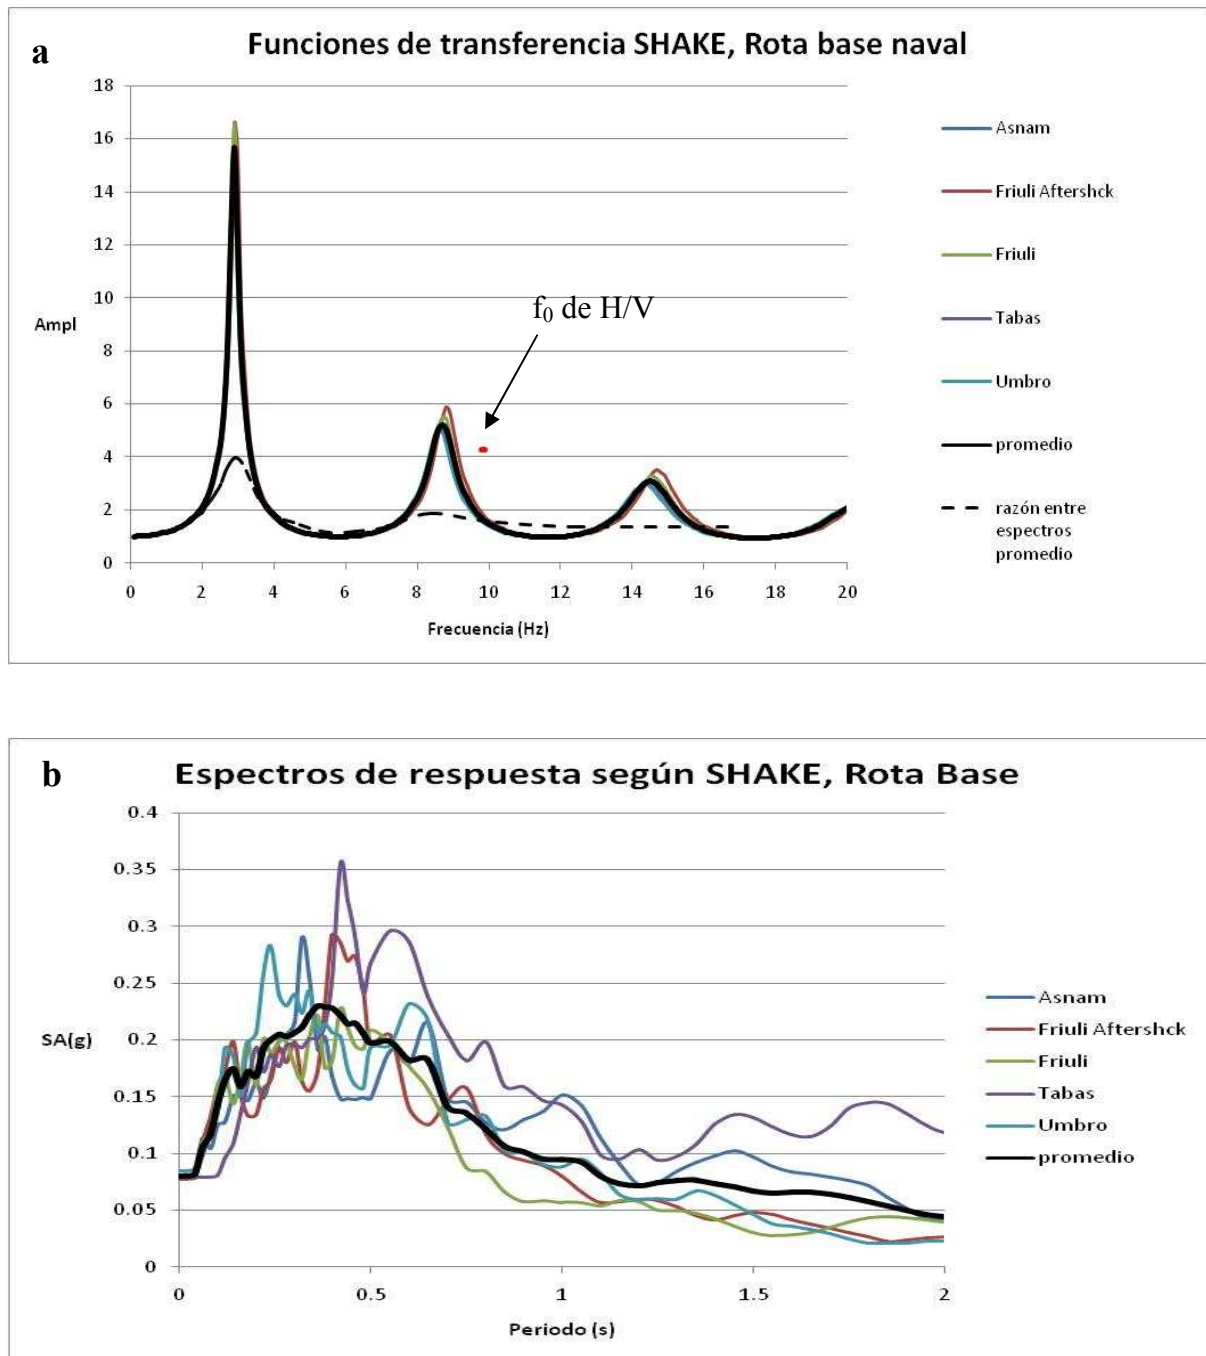 a
Funciones de transferencia SHAKE, Rota base naval
18
16
14
12
10
8
6
4
2
0
Ampl
f₀ de H/V
0 2 4 6 8 10 12 14 16 18 20
Frecuencia (Hz)
Asnam
Friuli Aftershck
Friuli
Tabas
Umbro
promedio
razón entre
espectros
promedio
b
Espectros de respuesta según SHAKE, Rota Base
0.4
0.35
0.3
0.25
0.2
0.15
0.1
0.05
0
SA(g)
0 0.5 1 1.5 2
Periodo (s)
Asnam
Friuli Aftershck
Friuli
Tabas
Umbro
promedio